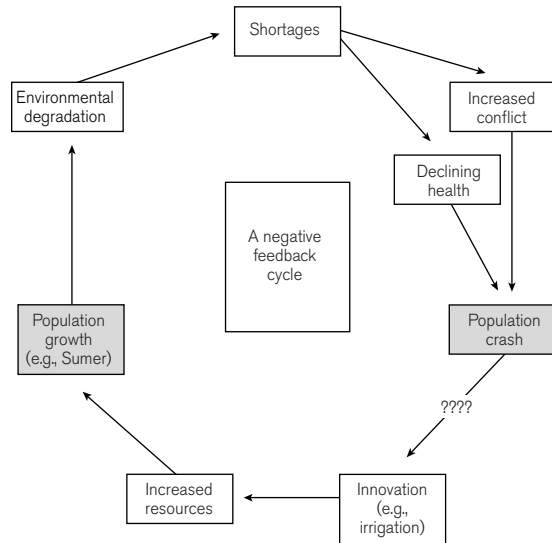 Shortages
Environmental
degradation
Increased
conflict
Declining
health
A negative
feedback
cycle
Population
growth
(e.g., Sumer)
Population
crash
????
Increased
resources
Innovation
(e.g.,
irrigation)